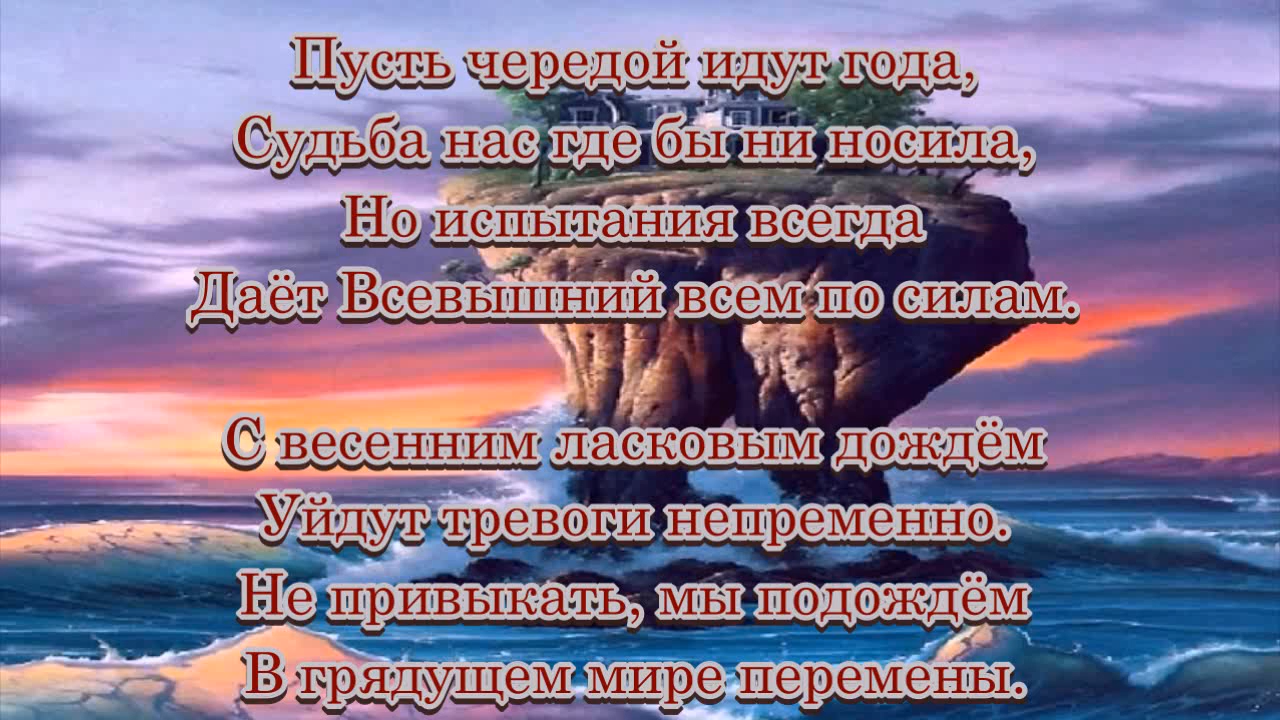 Пусть чередой идут года,
Судьба нас где бы ни носила,
Но испытания всегда
Даёт Всевышний всем по силам.
С весенним ласковым дождём
Уйдут тревоги непременно.
Не привыкать, мы подождём
В грядущем мире перемены.